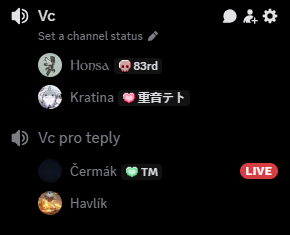 Vc
Set a channel status
Honsa 83rd
Kratina 重音テト
Vc pro teply
Čermák TM LIVE
Havlík